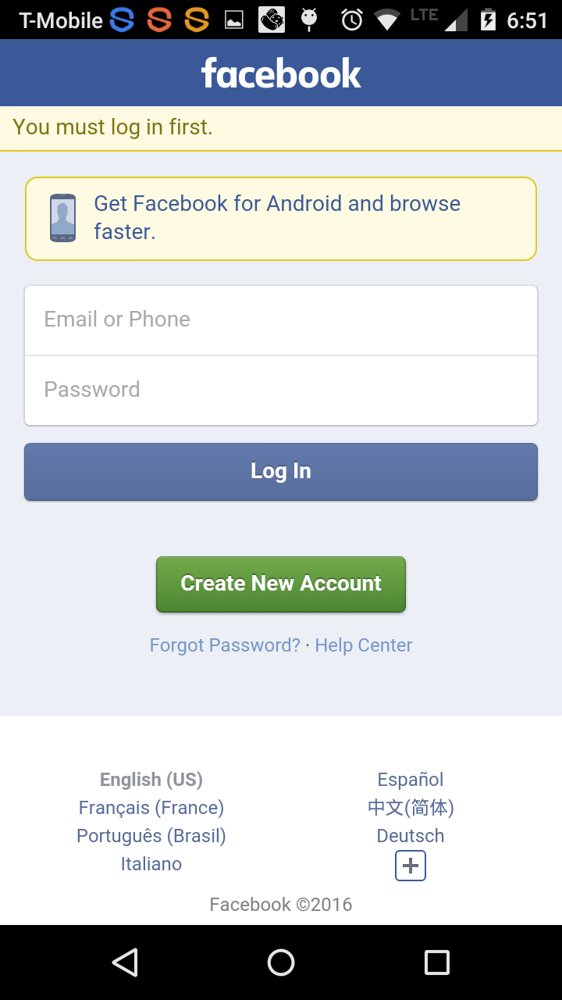 T-Mobile LTE 6:51
facebook
You must log in first.
Get Facebook for Android and browse
faster.
Email or Phone
Password
Log In
Create New Account
Forgot Password? · Help Center
English (US) Español
Français (France) 中文(简体)
Português (Brasil) Deutsch
Italiano
Facebook ©2016